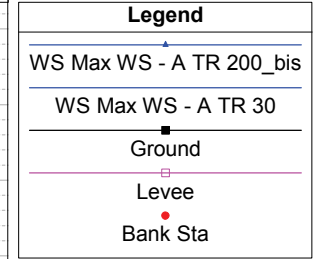 Legend
WS Max WS - A TR 200_bis
WS Max WS - A TR 30
Ground
Levee
Bank Sta